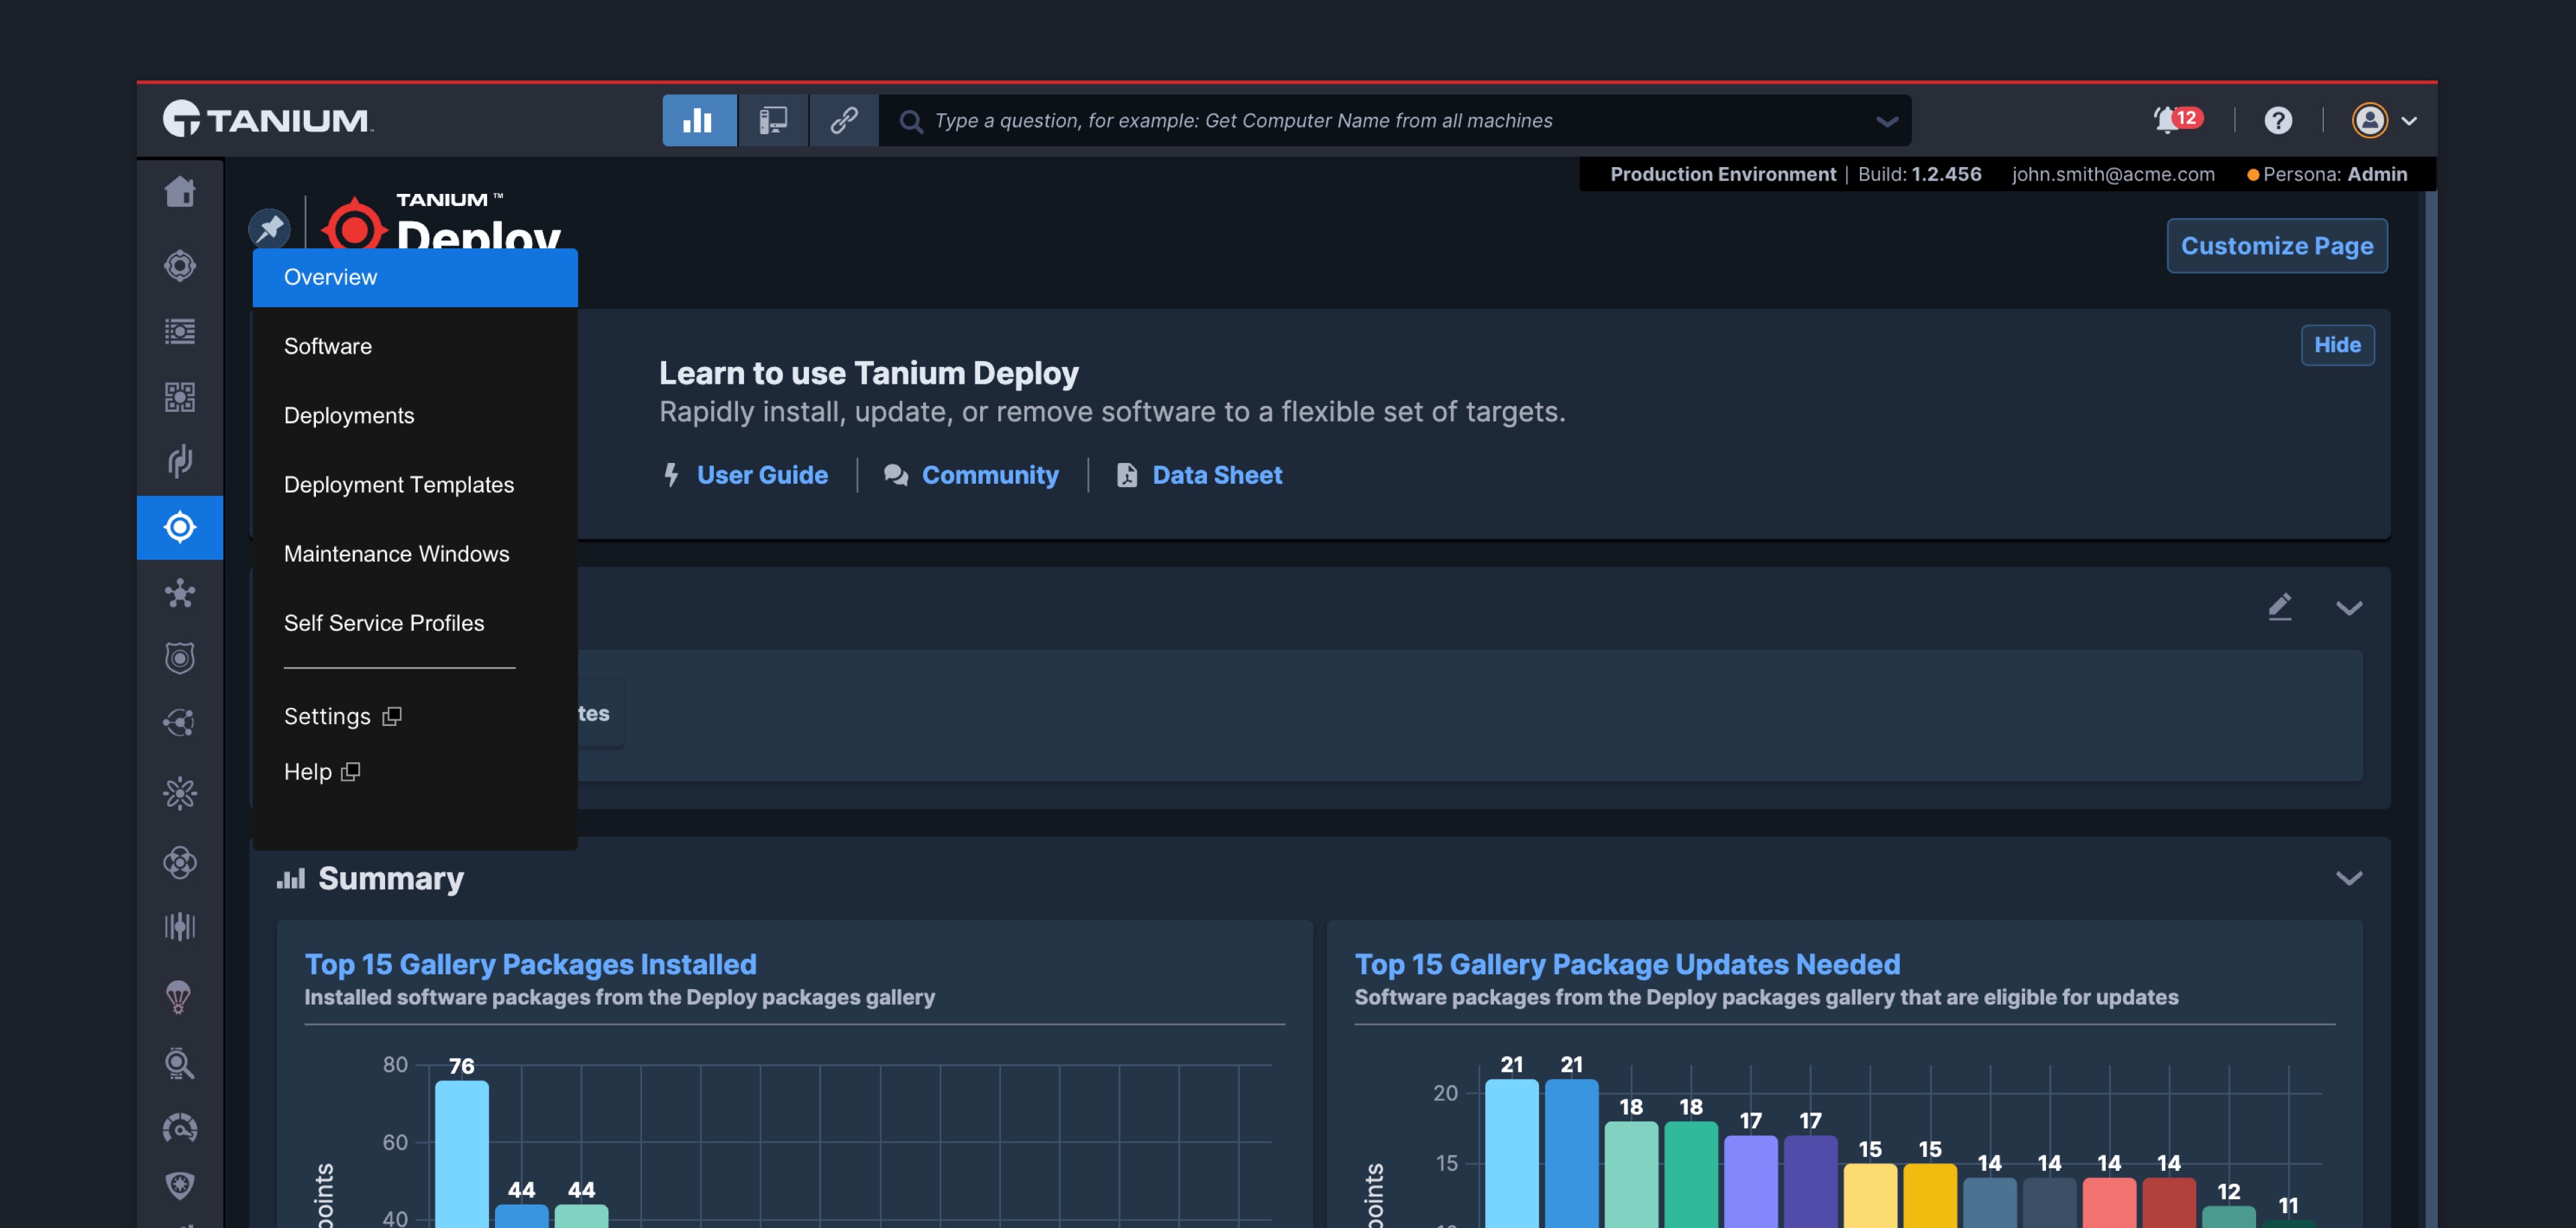 TANIUM
Type a question, for example: Get Computer Name from all machines
12
Production Environment | Build: 1.2.456 john.smith@acme.com Persona: Admin
TANIUM™
Deploy
Customize Page
Overview
Software
Deployments
Deployment Templates
Maintenance Windows
Self Service Profiles
Settings
Help
Hide
Learn to use Tanium Deploy
Rapidly install, update, or remove software to a flexible set of targets.
User Guide | Community | Data Sheet
tes
Summary
Top 15 Gallery Packages Installed
Installed software packages from the Deploy packages gallery
80
60
40
points
76
44
44
Top 15 Gallery Package Updates Needed
Software packages from the Deploy packages gallery that are eligible for updates
20
15
points
21
21
18
18
17
17
15
15
14
14
14
14
12
11